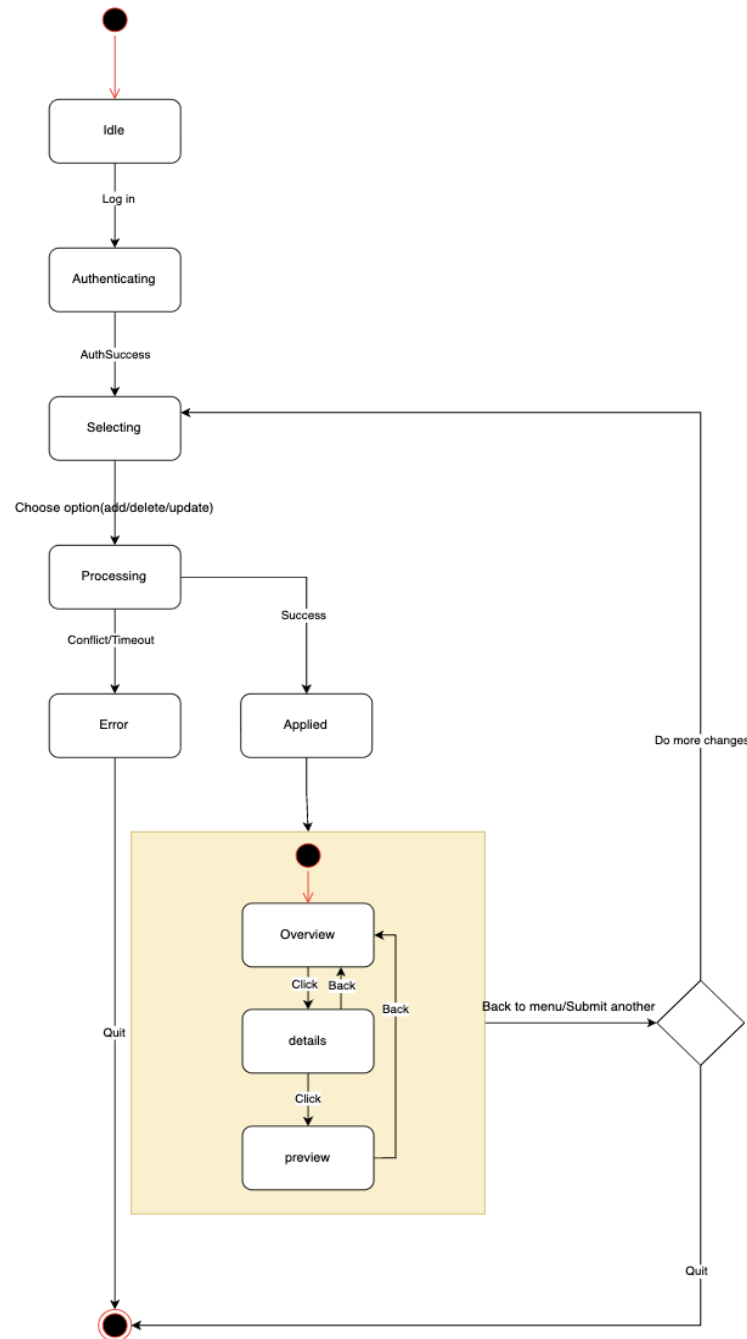 Idle
Log in
Authenticating
AuthSuccess
Selecting
Choose option(add/delete/update)
Processing
Success
Conflict/Timeout
Error
Applied
Do more changes
Overview
Click
Back
Back
Back to menu/Submit another
Quit
details
Click
preview
Quit